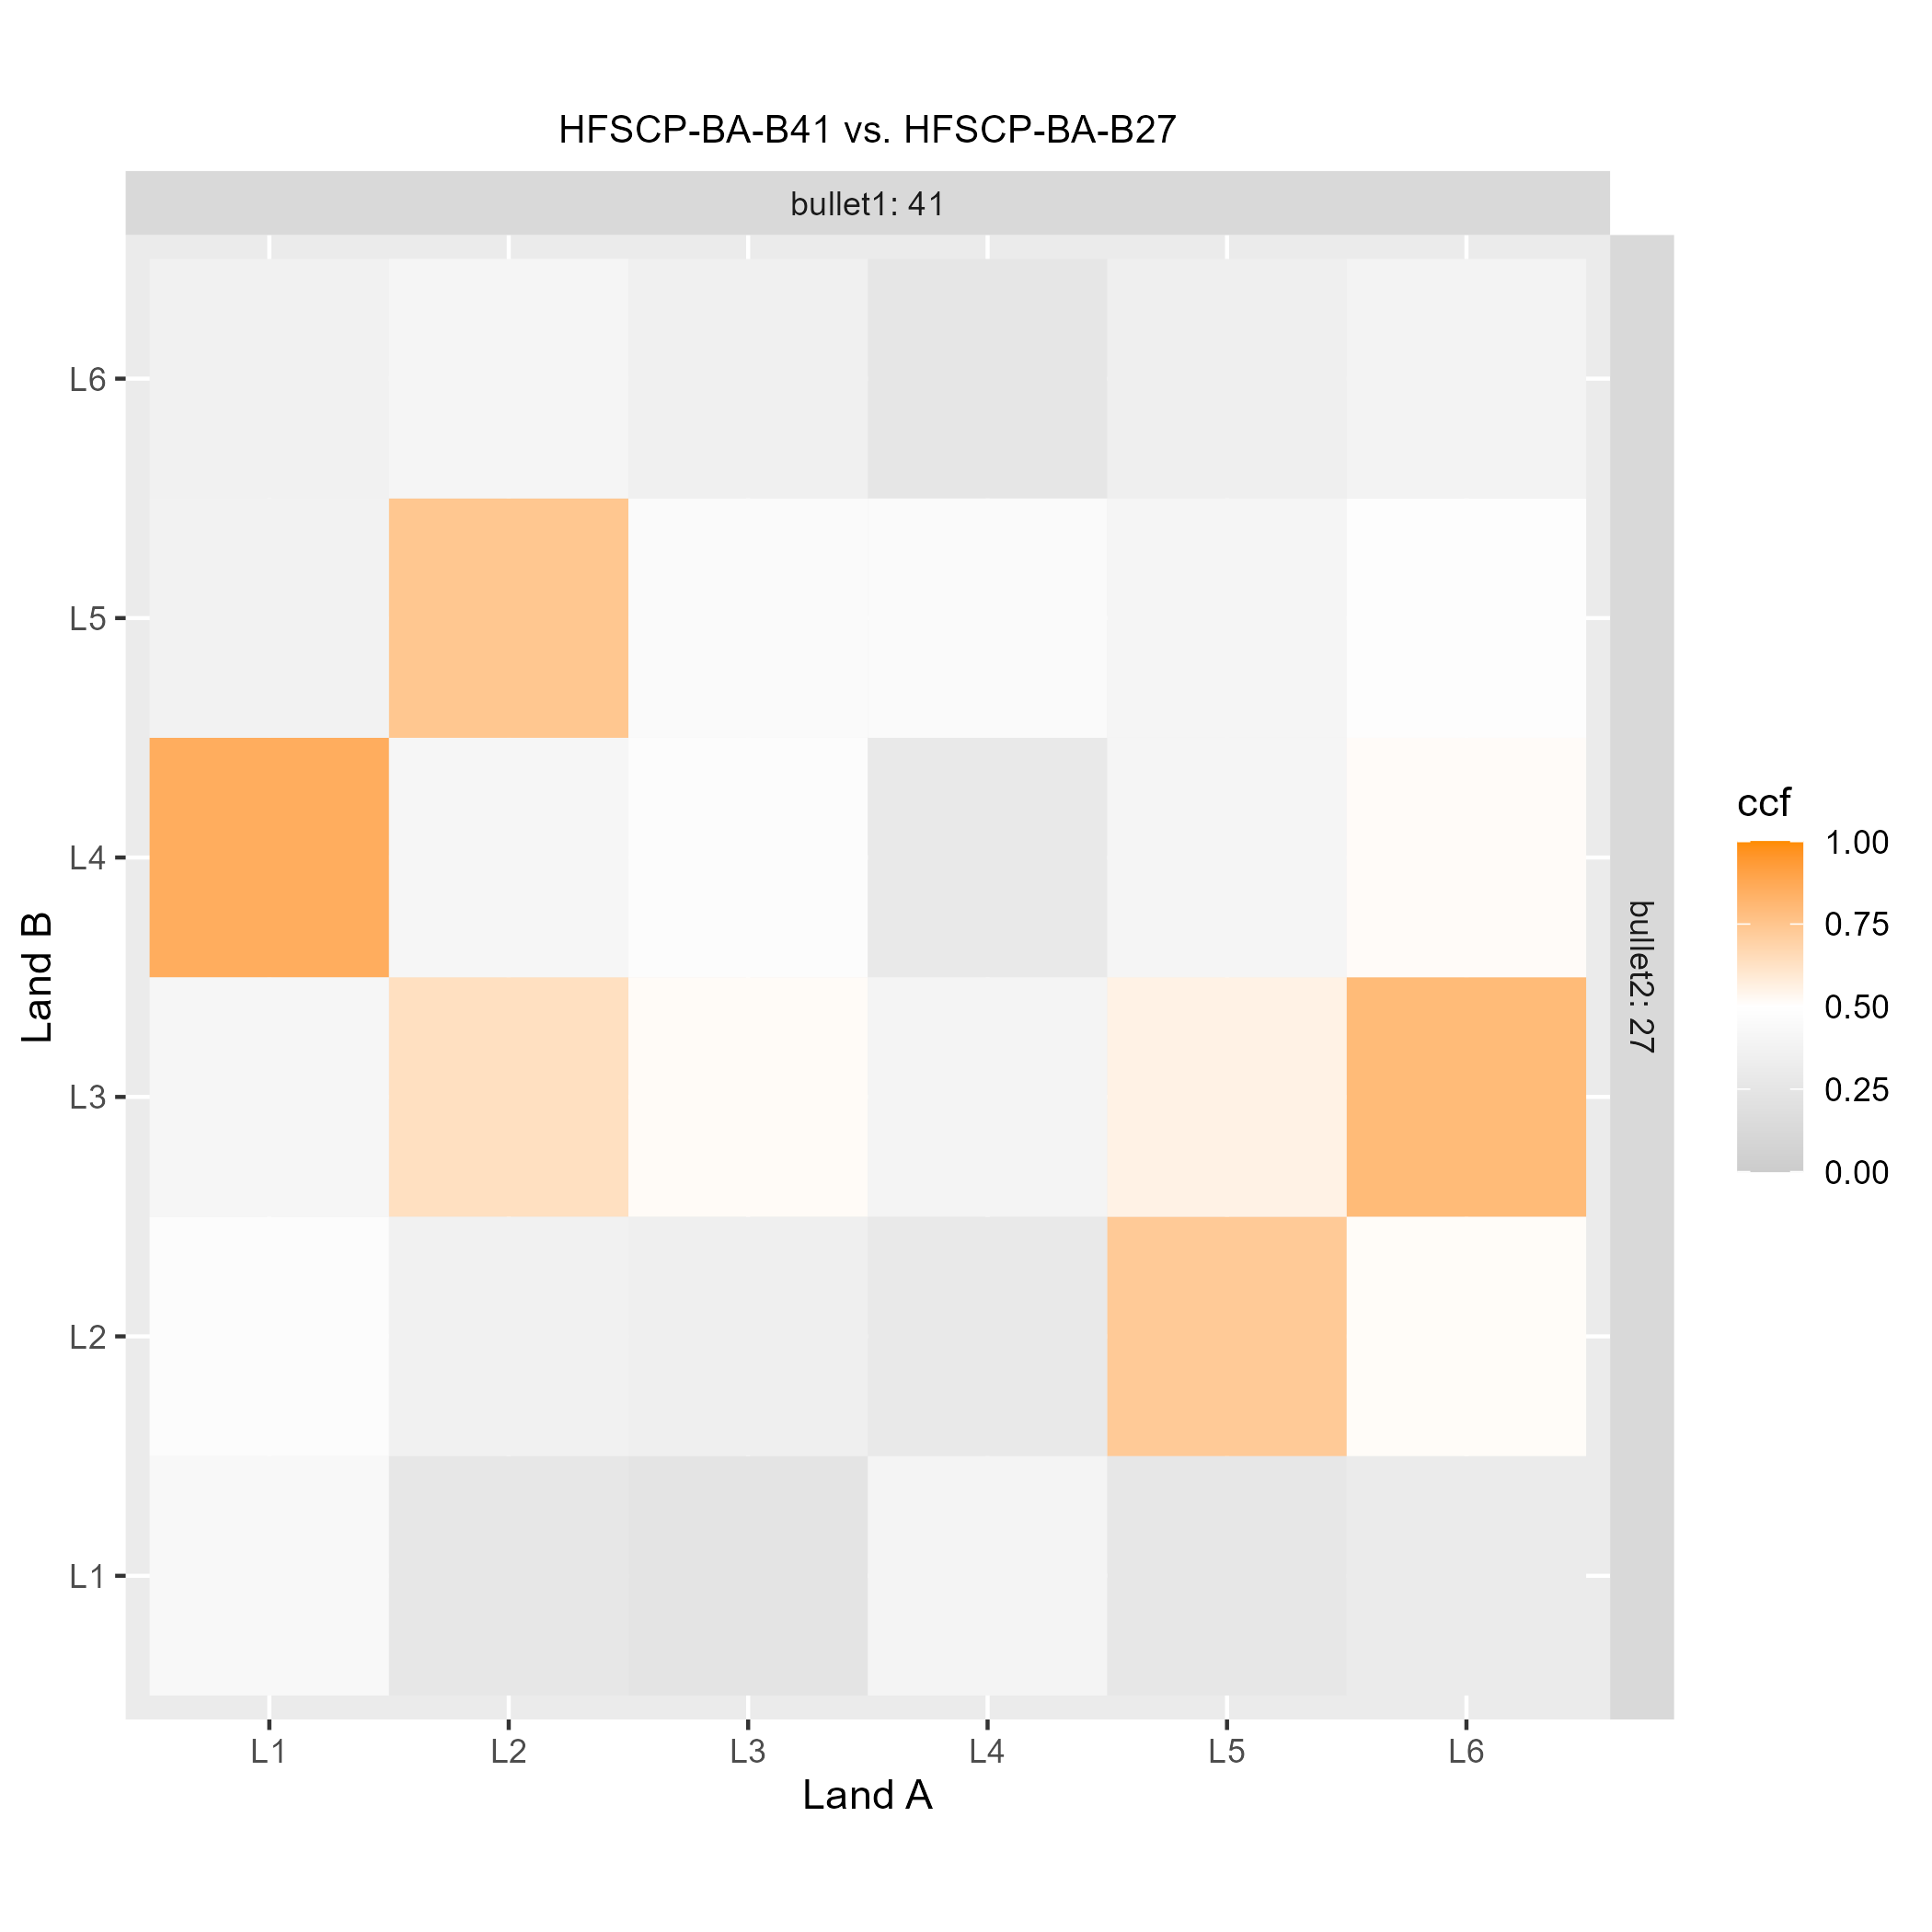 HFSCP-BA-B41 vs. HFSCP-BA-B27
bullet1: 41
L6
L5
L4
L3
L2
L1
Land B
bullet2: 27
L1 L2 L3 L4 L5 L6
Land A
ccf
1.00
0.75
0.50
0.25
0.00